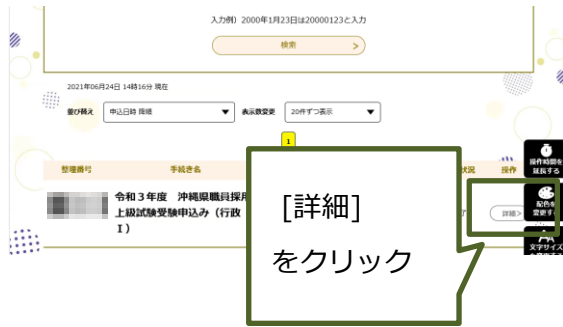 入力例）2000年1月23日は20000123と入力
検索 >
2021年06月24日 14時16分 現在
並び替え 申込日時 降順 ▼ 表示数変更 20件ずつ表示 ▼
1
整理番号 手続き名 状況 操作
令和３年度　沖縄県職員採用
上級試験受験申込み（行政
Ｉ）
詳細>
[詳細]
をクリック
操作時間を
延長する
配色を
変更する
文字サイズ